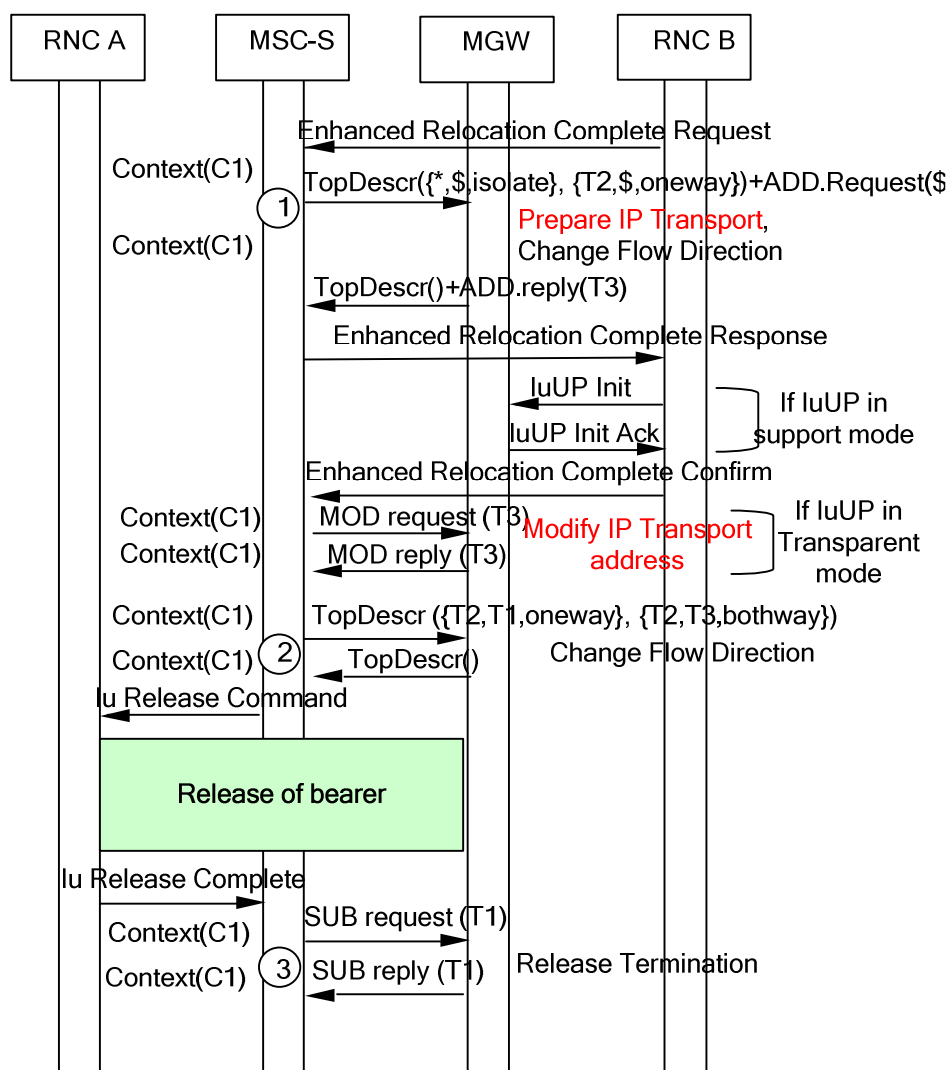 RNC A
MSC-S
MGW
RNC B
Enhanced Relocation Complete Request
Context(C1)
TopDescr({*,$,isolate}, {T2,$,oneway})+ADD.Request($
1
Prepare IP Transport,
Change Flow Direction
Context(C1)
TopDescr()+ADD.reply(T3)
Enhanced Relocation Complete Response
IuUP Init
IuUP Init Ack
If IuUP in
support mode
Enhanced Relocation Complete Confirm
Context(C1)
MOD request (T3)
Context(C1)
MOD reply (T3)
Modify IP Transport
address
If IuUP in
Transparent
mode
Context(C1)
TopDescr ({T2,T1,oneway}, {T2,T3,bothway})
2
Change Flow Direction
Context(C1)
TopDescr()
Iu Release Command
Release of bearer
Iu Release Complete
SUB request (T1)
Context(C1)
3
Release Termination
Context(C1)
SUB reply (T1)